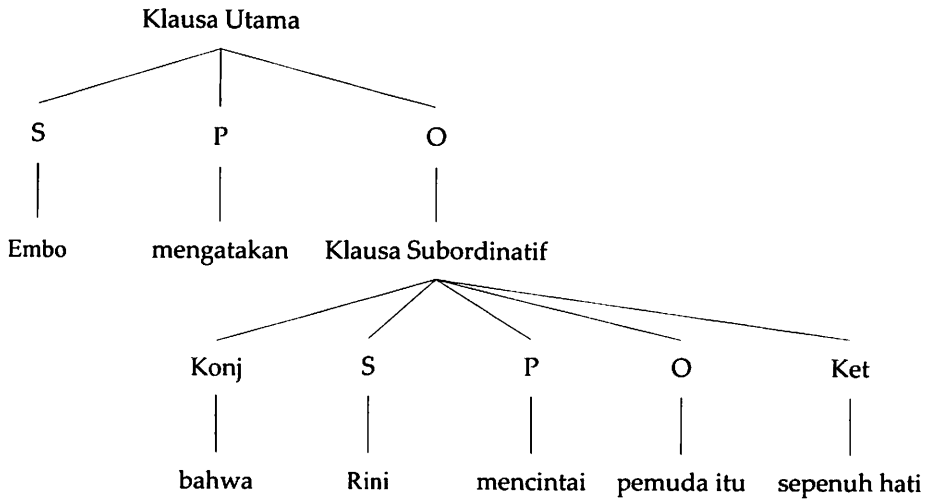 Klausa Utama
S P O
Embo mengatakan Klausa Subordinatif
Konj S P O Ket
bahwa Rini mencintai pemuda itu sepenuh hati